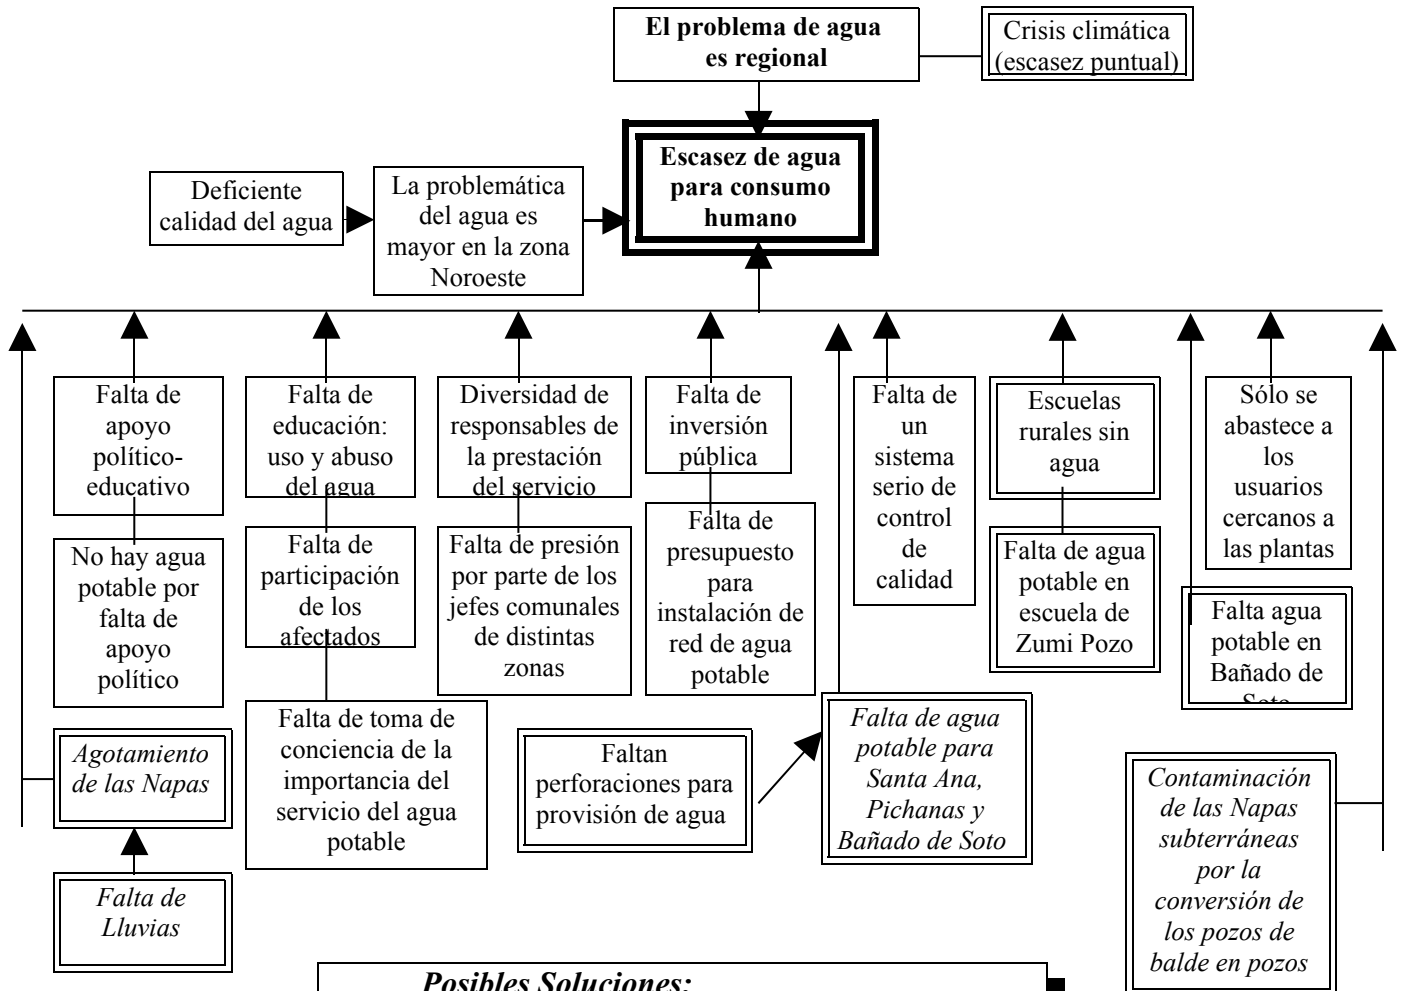 El problema de agua
es regional
Crisis climática
(escasez puntual)
Escasez de agua
para consumo
humano
Deficiente
calidad del agua
La problemática
del agua es
mayor en la zona
Noroeste
Falta de
apoyo
político-
educativo
Falta de
educación:
uso y abuso
del agua
Diversidad de
responsables de
la prestación
del servicio
Falta de
inversión
pública
Falta de
un
sistema
serio de
control
de
calidad
Escuelas
rurales sin
agua
Sólo se
abastece a
los
usuarios
cercanos a
las plantas
No hay agua
potable por
falta de
apoyo
político
Falta de
participación
de los
afectados
Falta de presión
por parte de los
jefes comunales
de distintas
zonas
Falta de
presupuesto
para
instalación de
red de agua
potable
Falta de agua
potable en
escuela de
Zumi Pozo
Falta agua
potable en
Bañado de
Soto
Agotamiento
de las Napas
Falta de toma de
conciencia de la
importancia del
servicio del agua
potable
Faltan
perforaciones para
provisión de agua
Falta de agua
potable para
Santa Ana,
Pichanas y
Bañado de Soto
Contaminación
de las Napas
subterráneas
por la
conversión de
los pozos de
balde en pozos
Falta de
Lluvias
Posibles Soluciones: